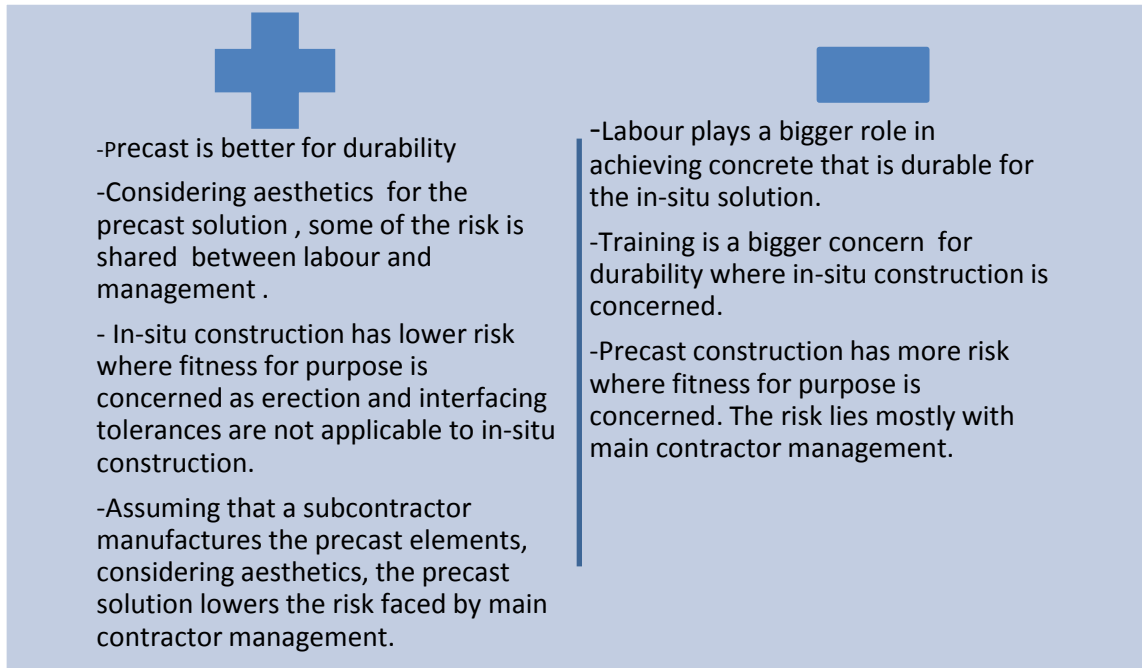 -Precast is better for durability
-Considering aesthetics  for the
precast solution , some of the risk is
shared  between labour and
management .
- In-situ construction has lower risk
where fitness for purpose is
concerned as erection and interfacing
tolerances are not applicable to in-situ
construction.
-Assuming that a subcontractor
manufactures the precast elements,
considering aesthetics, the precast
solution lowers the risk faced by main
contractor management.
-Labour plays a bigger role in
achieving concrete that is durable for
the in-situ solution.
-Training is a bigger concern  for
durability where in-situ construction is
concerned.
-Precast construction has more risk
where fitness for purpose is
concerned. The risk lies mostly with
main contractor management.